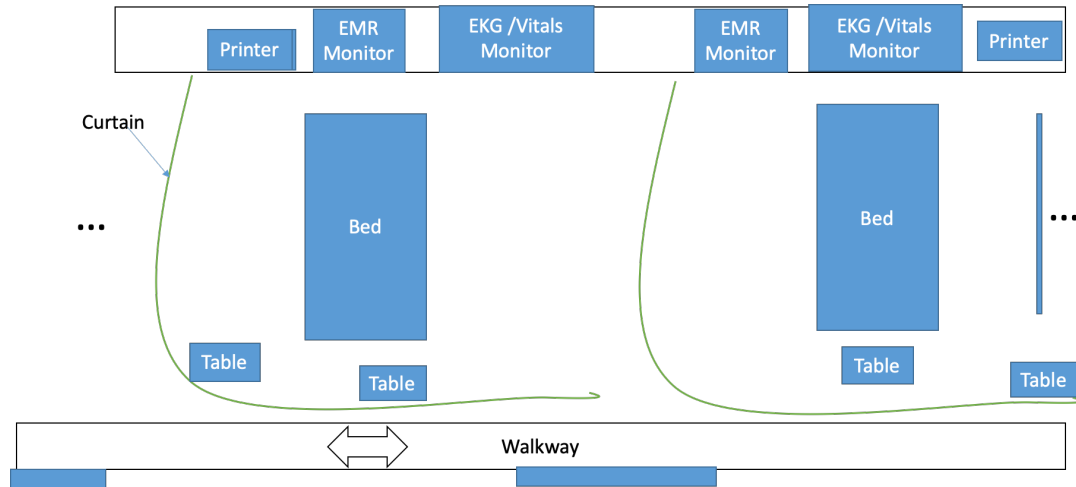 Printer
EMR
Monitor
EKG /Vitals
Monitor
EMR
Monitor
EKG /Vitals
Monitor
Printer
Curtain
...
Bed
Bed
...
Table
Table
Table
Table
Walkway